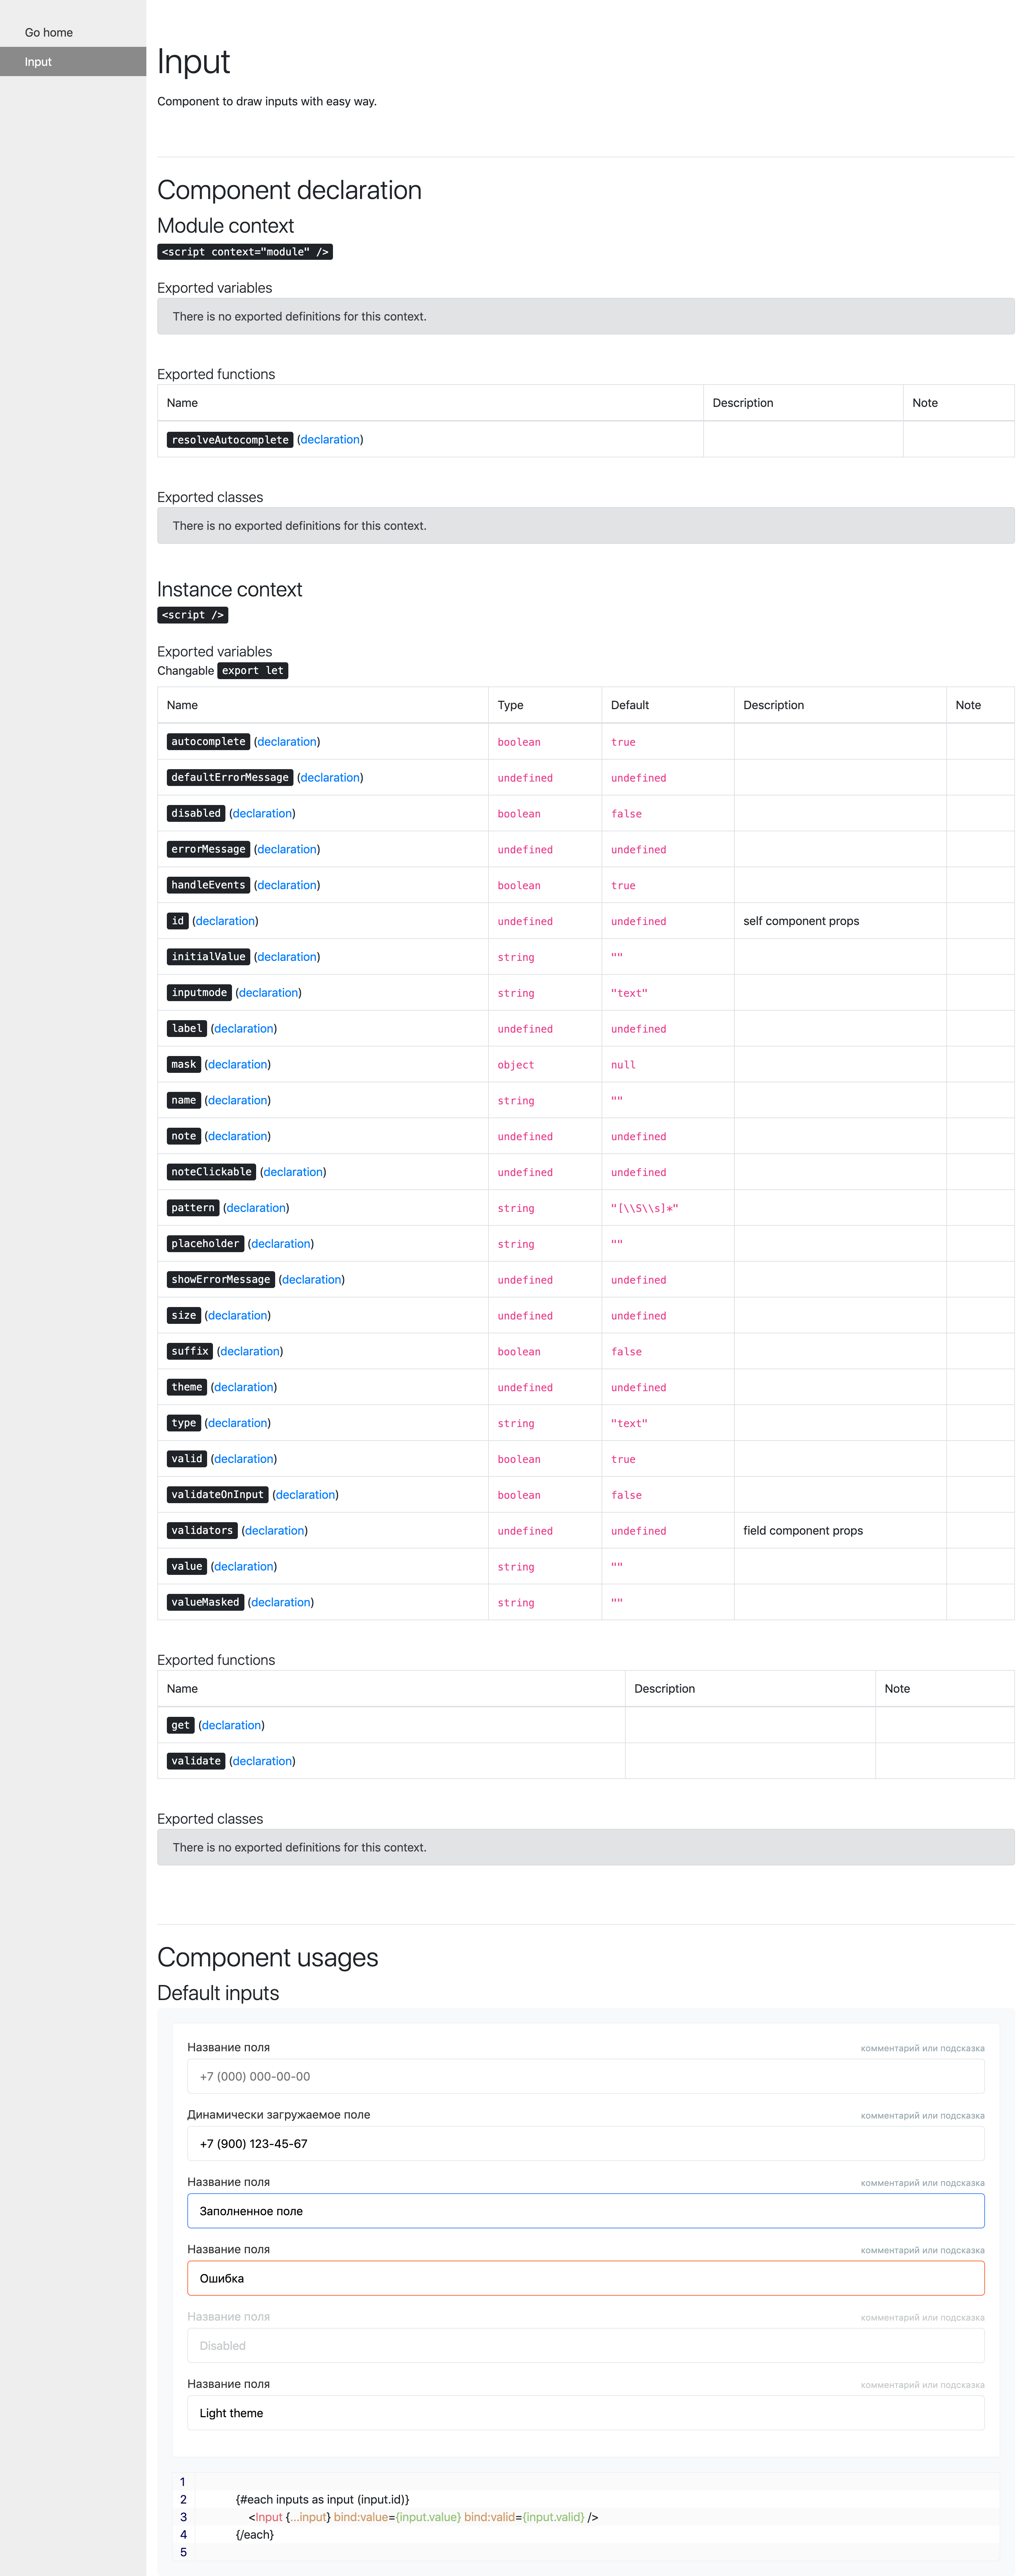 Go home
Input
Input
Component to draw inputs with easy way.
Component declaration
Module context
<script context="module" />
Exported variables
There is no exported definitions for this context.
Exported functions
Name Description Note
resolveAutocomplete (declaration)
Exported classes
There is no exported definitions for this context.
Instance context
<script />
Exported variables
Changable export let
Name Type Default Description Note
autocomplete (declaration) boolean true
defaultErrorMessage (declaration) undefined undefined
disabled (declaration) boolean false
errorMessage (declaration) undefined undefined
handleEvents (declaration) boolean true
id (declaration) undefined undefined self component props
initialValue (declaration) string ""
inputmode (declaration) string "text"
label (declaration) undefined undefined
mask (declaration) object null
name (declaration) string ""
note (declaration) undefined undefined
noteClickable (declaration) undefined undefined
pattern (declaration) string "[\\S\\s]*"
placeholder (declaration) string ""
showErrorMessage (declaration) undefined undefined
size (declaration) undefined undefined
suffix (declaration) boolean false
theme (declaration) undefined undefined
type (declaration) string "text"
valid (declaration) boolean true
validateOnInput (declaration) boolean false
validators (declaration) undefined undefined field component props
value (declaration) string ""
valueMasked (declaration) string ""
Exported functions
Name Description Note
get (declaration)
validate (declaration)
Exported classes
There is no exported definitions for this context.
Component usages
Default inputs
Название поля комментарий или подсказка
+7 (000) 000-00-00
Динамически загружаемое поле комментарий или подсказка
+7 (900) 123-45-67
Название поля комментарий или подсказка
Заполненное поле
Название поля комментарий или подсказка
Ошибка
Название поля комментарий или подсказка
Disabled
Название поля комментарий или подсказка
Light theme
1
2 {#each inputs as input (input.id)}
3 <Input {...input} bind:value={input.value} bind:valid={input.valid} />
4 {/each}
5